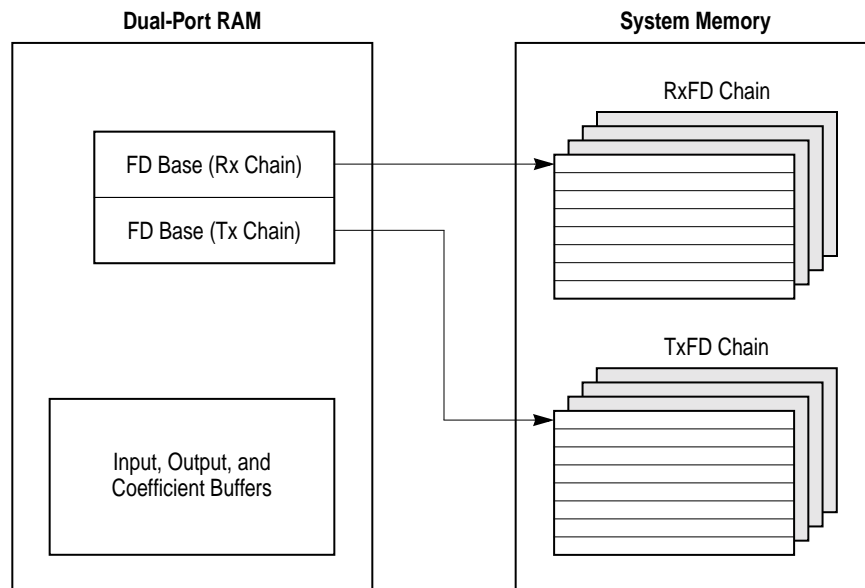 Dual-Port RAM
System Memory
RxFD Chain
FD Base (Rx Chain)
FD Base (Tx Chain)
TxFD Chain
Input, Output, and
Coefficient Buffers